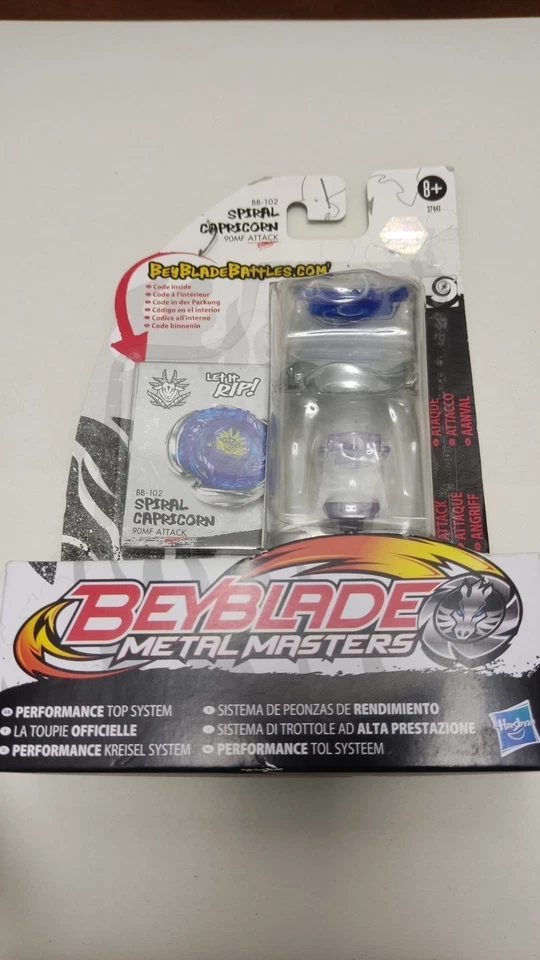 BB-102
SPIRAL
CAPRICORN
90MF ATTACK
8+
37441
BEYBLADEBATTLES.COM
Code inside
Code à l'intérieur
Code in der Packung
Código en el interior
Codice all'interno
Code binnenin
LET IT
RIP!
BB-102
SPIRAL
CAPRICORN
90MF ATTACK
ATAQUE
ATTACCO
AANVAL
ATTACK
ATTAQUE
ANGRIFF
BEYBLADE
METAL MASTERS
PERFORMANCE TOP SYSTEM
LA TOUPIE OFFICIELLE
PERFORMANCE KREISEL SYSTEM
SISTEMA DE PEONZAS DE RENDIMIENTO
SISTEMA DI TROTTOLE AD ALTA PRESTAZIONE
PERFORMANCE TOL SYSTEEM
Hasbro